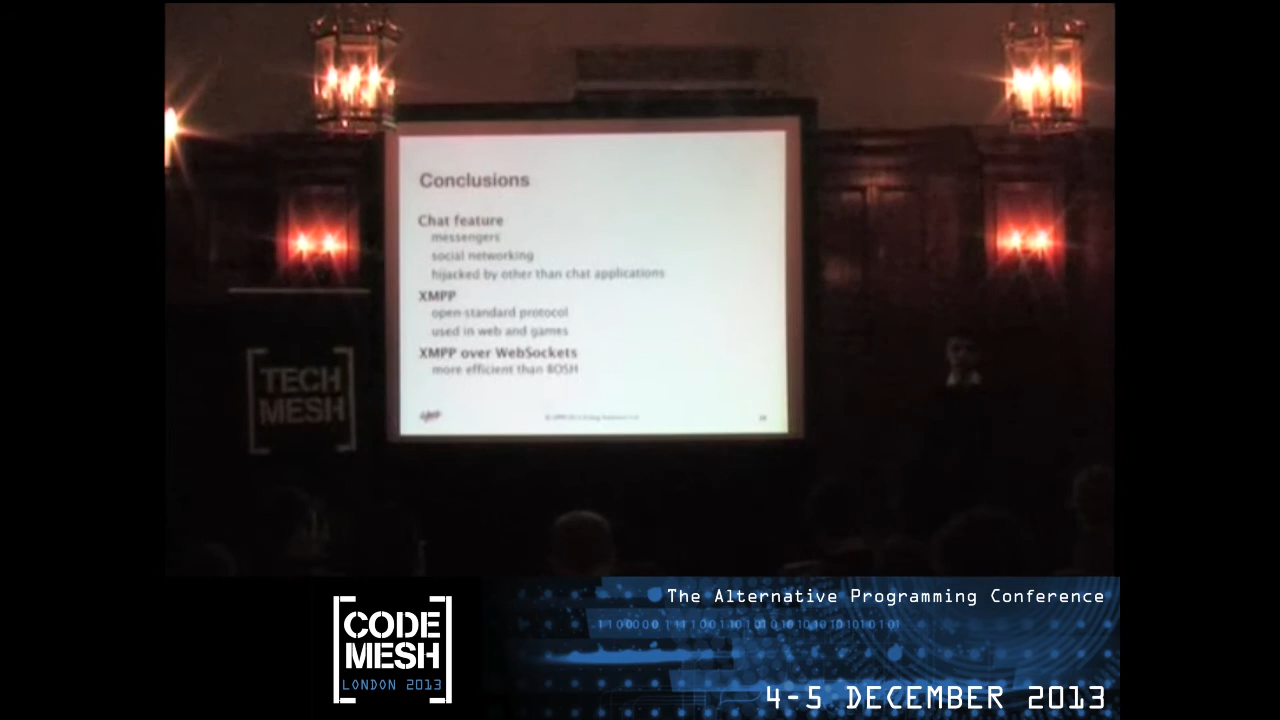 Conclusions
Chat feature
messengers
social networking
hijacked by other than chat applications
XMPP
open standard protocol
used in web and games
XMPP over WebSockets
more efficient than BOSH
TECH
MESH
CODE
MESH
LONDON 2013
The Alternative Programming Conference
4-5 DECEMBER 2013